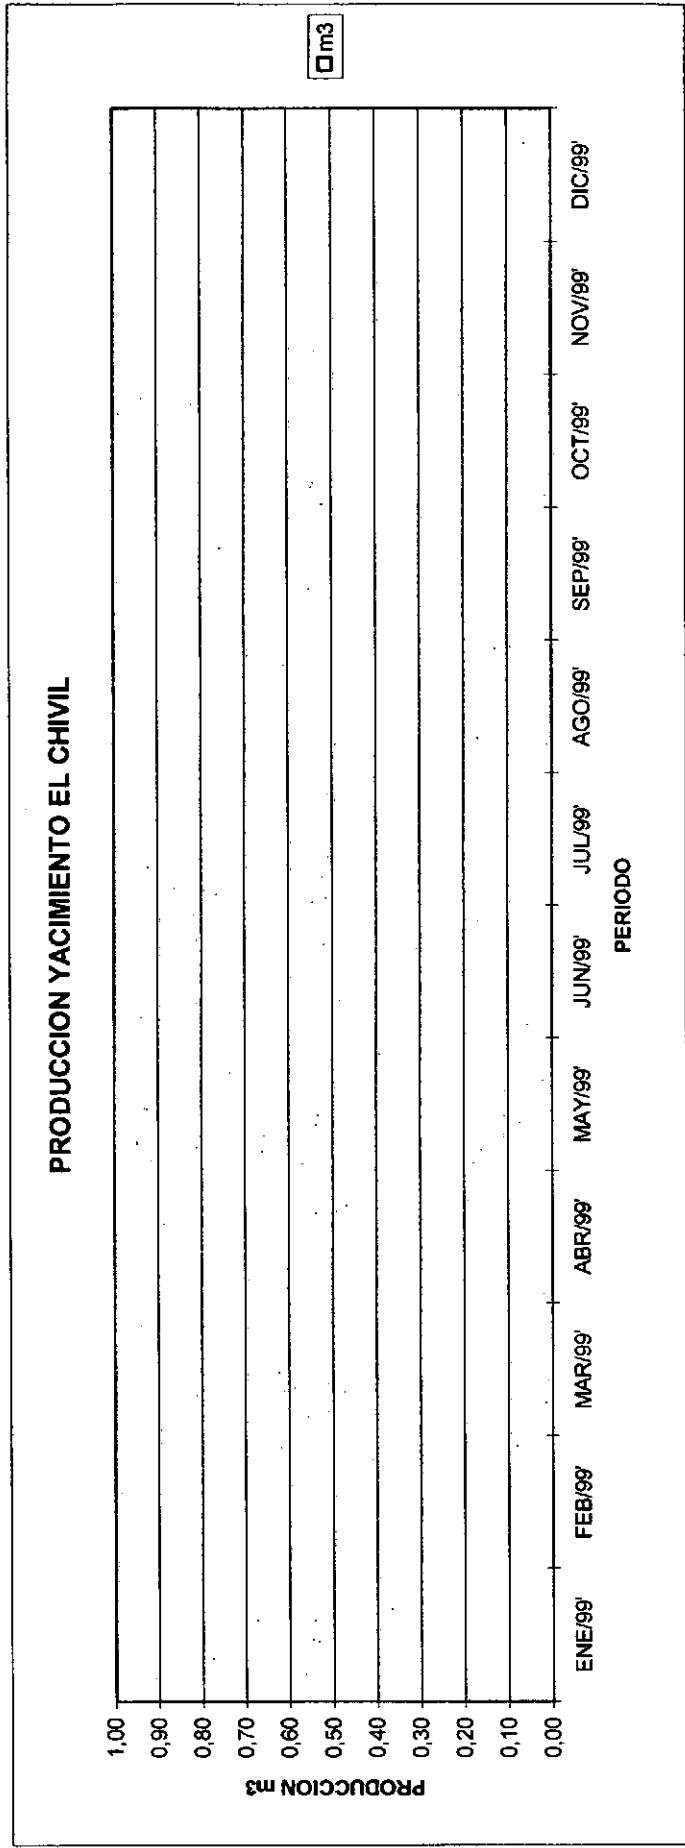 PRODUCCION YACIMIENTO EL CHIVIL
PRODUCCION m3
1,00
0,90
0,80
0,70
0,60
0,50
0,40
0,30
0,20
0,10
0,00
ENE/99' FEB/99' MAR/99' ABR/99' MAY/99' JUN/99' JUL/99' AGO/99' SEP/99' OCT/99' NOV/99' DIC/99'
PERIODO
m3